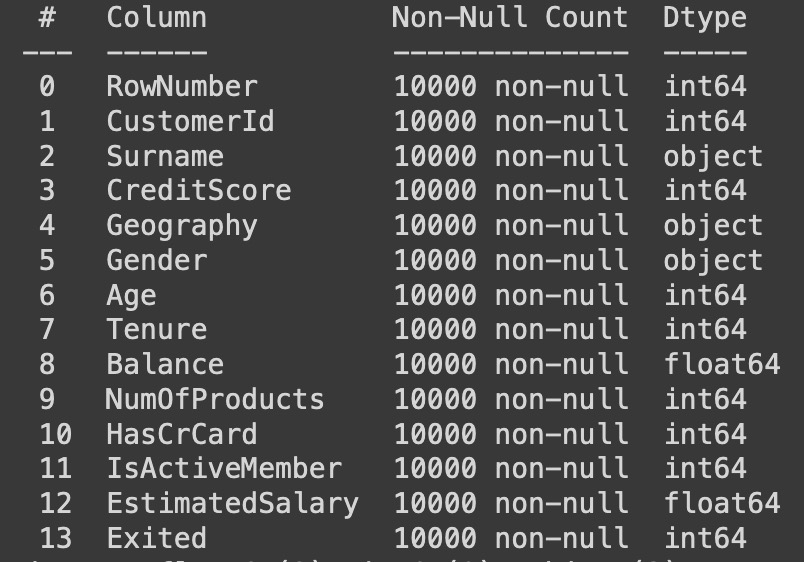 #   Column           Non-Null Count  Dtype
---  ------           --------------  -----
0   RowNumber        10000 non-null  int64
1   CustomerId       10000 non-null  int64
2   Surname          10000 non-null  object
3   CreditScore      10000 non-null  int64
4   Geography        10000 non-null  object
5   Gender           10000 non-null  object
6   Age              10000 non-null  int64
7   Tenure           10000 non-null  int64
8   Balance          10000 non-null  float64
9   NumOfProducts    10000 non-null  int64
10  HasCrCard        10000 non-null  int64
11  IsActiveMember   10000 non-null  int64
12  EstimatedSalary  10000 non-null  float64
13  Exited           10000 non-null  int64